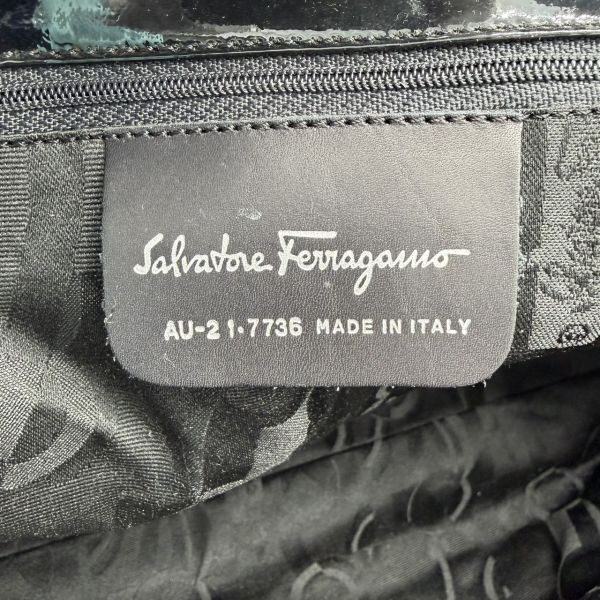 Salvatore Ferragamo
AU-21·7736 MADE IN ITALY